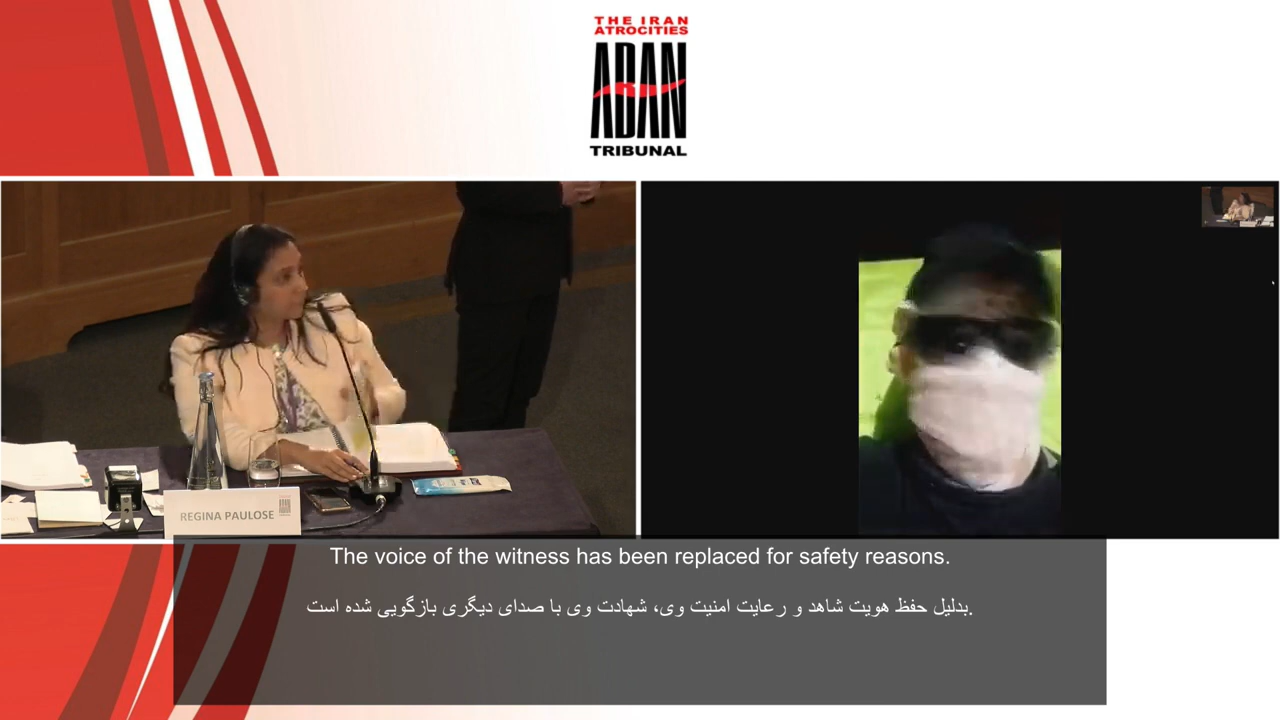 THE IRAN
ATROCITIES
ABAN
TRIBUNAL
REGINA PAULOSE
The voice of the witness has been replaced for safety reasons.
بدلیل حفظ هویت شاهد و رعایت امنیت وی، شهادت وی با صدای دیگری بازگویی شده است.